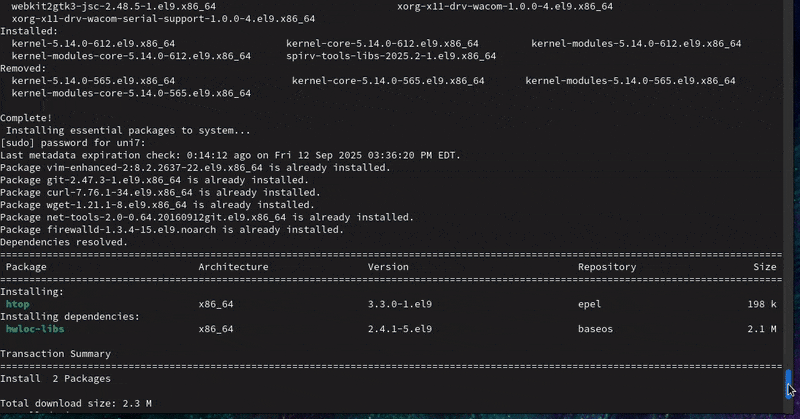 webkit2gtk3-jsc-2.48.5-1.el9.x86_64 xorg-x11-drv-wacom-1.0.0-4.el9.x86_64
xorg-x11-drv-wacom-serial-support-1.0.0-4.el9.x86_64
Installed:
kernel-5.14.0-612.el9.x86_64 kernel-core-5.14.0-612.el9.x86_64 kernel-modules-5.14.0-612.el9.x86_64
kernel-modules-core-5.14.0-612.el9.x86_64 spirv-tools-libs-2025.2-1.el9.x86_64
Removed:
kernel-5.14.0-565.el9.x86_64 kernel-core-5.14.0-565.el9.x86_64 kernel-modules-5.14.0-565.el9.x86_64
kernel-modules-core-5.14.0-565.el9.x86_64
Complete!
Installing essential packages to system...
[sudo] password for uni7:
Last metadata expiration check: 0:14:12 ago on Fri 12 Sep 2025 03:36:20 PM EDT.
Package vim-enhanced-2:8.2.2637-22.el9.x86_64 is already installed.
Package git-2.47.3-1.el9.x86_64 is already installed.
Package curl-7.76.1-34.el9.x86_64 is already installed.
Package wget-1.21.1-8.el9.x86_64 is already installed.
Package net-tools-2.0-0.64.20160912git.el9.x86_64 is already installed.
Package firewalld-1.3.4-15.el9.noarch is already installed.
Dependencies resolved.
================================================================================
Package Architecture Version Repository Size
================================================================================
Installing:
htop x86_64 3.3.0-1.el9 epel 198 k
Installing dependencies:
hwloc-libs x86_64 2.4.1-5.el9 baseos 2.1 M
Transaction Summary
================================================================================
Install 2 Packages
Total download size: 2.3 M